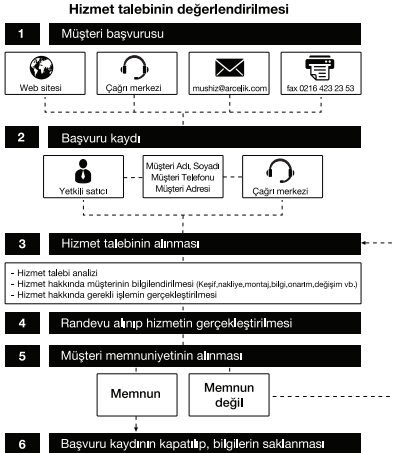 Hizmet talebinin değerlendirilmesi
1 Müşteri başvurusu
Web sitesi
Çağrı merkezi
mushiz@arcelik.com
fax 0216 423 23 53
2 Başvuru kaydı
Yetkili satıcı
Müşteri Adı, Soyadı
Müşteri Telefonu
Müşteri Adresi
Çağrı merkezi
3 Hizmet talebinin alınması
- Hizmet talebi analizi
- Hizmet hakkında müşterinin bilgilendirilmesi (Keşif,nakliye,montaj,bilgi,onarım,değişim vb.)
- Hizmet hakkında gerekli işlemin gerçekleştirilmesi
4 Randevu alınıp hizmetin gerçekleştirilmesi
5 Müşteri memnuniyetinin alınması
Memnun
Memnun
değil
6 Başvuru kaydının kapatılıp, bilgilerin saklanması